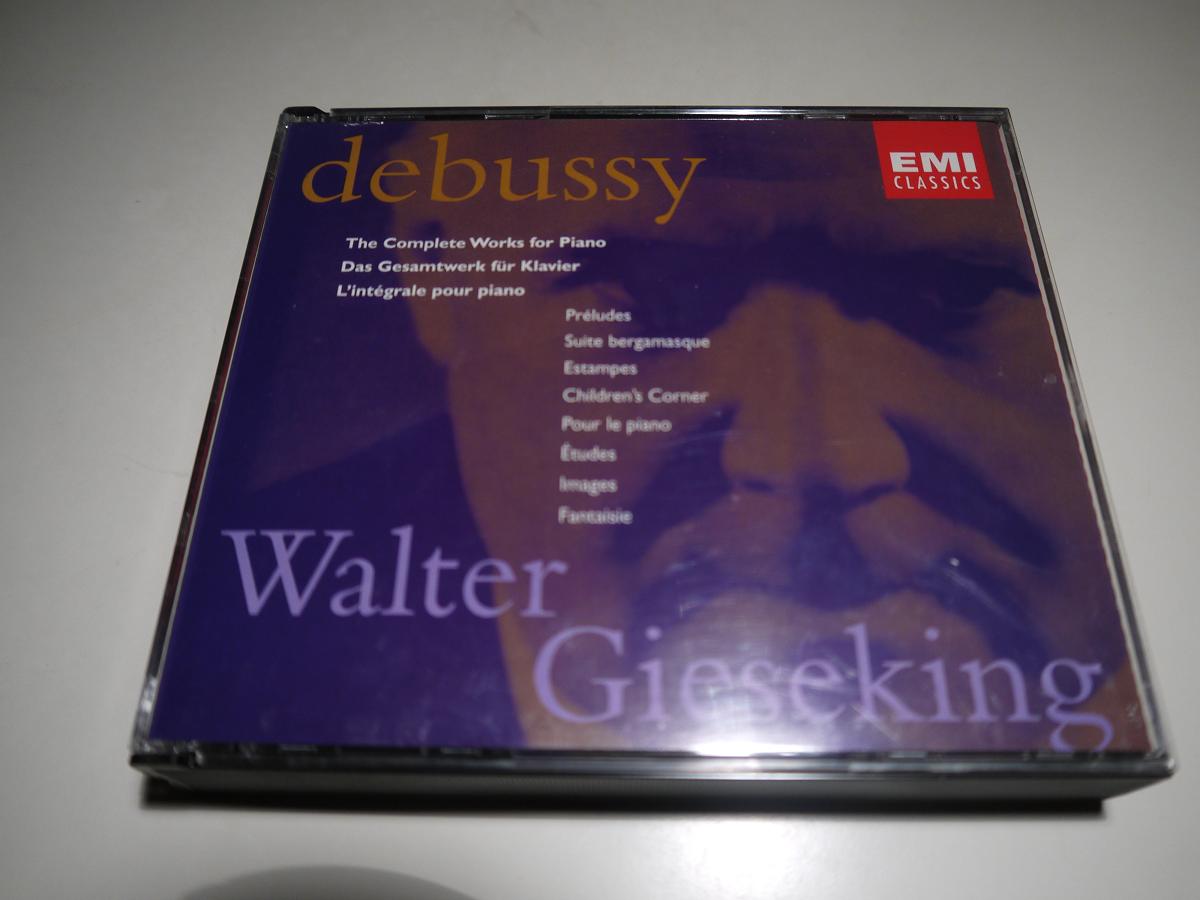 debussy
EMI
CLASSICS
The Complete Works for Piano
Das Gesamtwerk für Klavier
L'intégrale pour piano
Préludes
Suite bergamasque
Estampes
Children's Corner
Pour le piano
Études
Images
Fantaisie
Walter
Gieseking